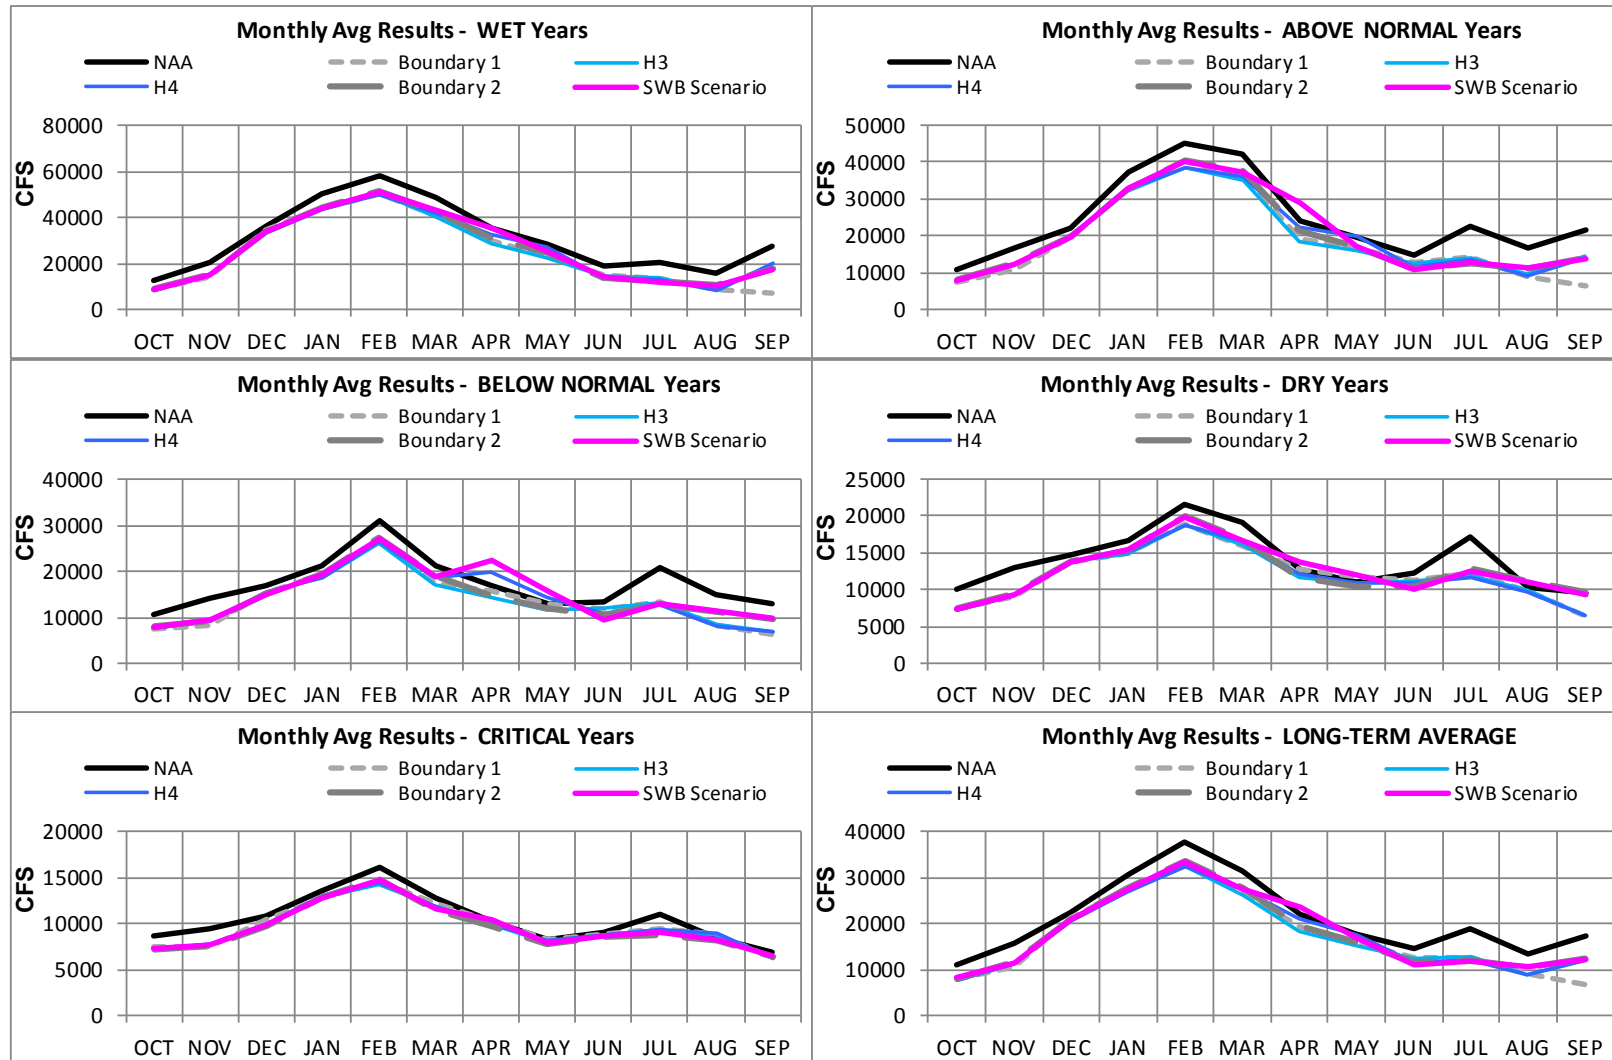 Monthly Avg Results - WET Years
NAA Boundary 1 H3
H4 Boundary 2 SWB Scenario
CFS
80000
60000
40000
20000
0
OCT NOV DEC JAN FEB MAR APR MAY JUN JUL AUG SEP
Monthly Avg Results - ABOVE NORMAL Years
NAA Boundary 1 H3
H4 Boundary 2 SWB Scenario
CFS
50000
40000
30000
20000
10000
0
OCT NOV DEC JAN FEB MAR APR MAY JUN JUL AUG SEP
Monthly Avg Results - BELOW NORMAL Years
NAA Boundary 1 H3
H4 Boundary 2 SWB Scenario
CFS
40000
30000
20000
10000
0
OCT NOV DEC JAN FEB MAR APR MAY JUN JUL AUG SEP
Monthly Avg Results - DRY Years
NAA Boundary 1 H3
H4 Boundary 2 SWB Scenario
CFS
25000
20000
15000
10000
5000
0
OCT NOV DEC JAN FEB MAR APR MAY JUN JUL AUG SEP
Monthly Avg Results - CRITICAL Years
NAA Boundary 1 H3
H4 Boundary 2 SWB Scenario
CFS
20000
15000
10000
5000
0
OCT NOV DEC JAN FEB MAR APR MAY JUN JUL AUG SEP
Monthly Avg Results - LONG-TERM AVERAGE
NAA Boundary 1 H3
H4 Boundary 2 SWB Scenario
CFS
40000
30000
20000
10000
0
OCT NOV DEC JAN FEB MAR APR MAY JUN JUL AUG SEP